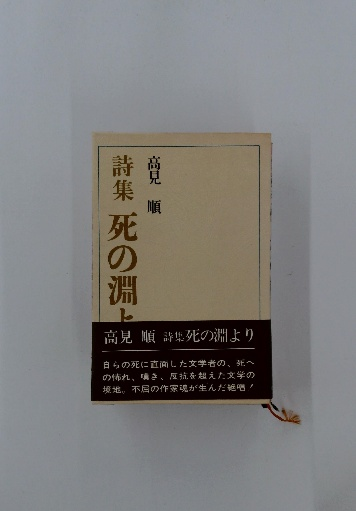 高見 順
詩集 死の淵よ
高見 順 詩集 死の淵より
自らの死に直面した文学者の、死へ
の怖れ、嘆き、反抗を超えた文学の
境地。不屈の作家魂が生んだ絶唱!